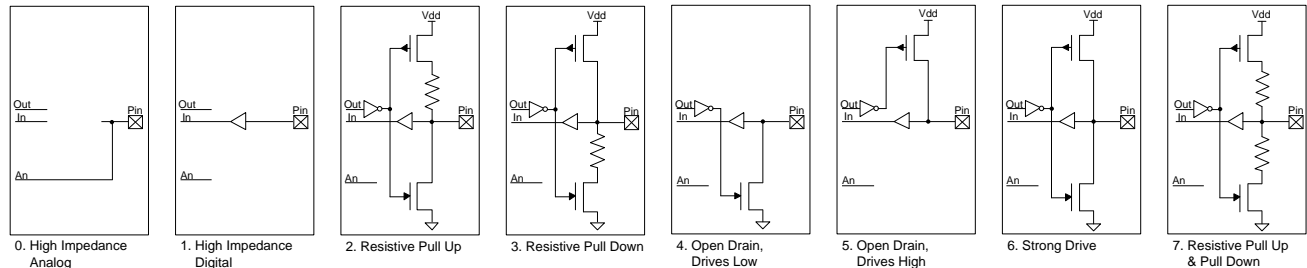 Vdd
Vdd
Vdd
Vdd
Vdd
Out
In
Pin
An
Out
In
Pin
An
Out
In
Pin
An
Out
In
Pin
An
Out
In
Pin
An
Out
In
Pin
An
Out
In
Pin
An
Out
In
Pin
An
0. High Impedance
Analog
1. High Impedance
Digital
2. Resistive Pull Up
3. Resistive Pull Down
4. Open Drain,
Drives Low
5. Open Drain,
Drives High
6. Strong Drive
7. Resistive Pull Up
& Pull Down